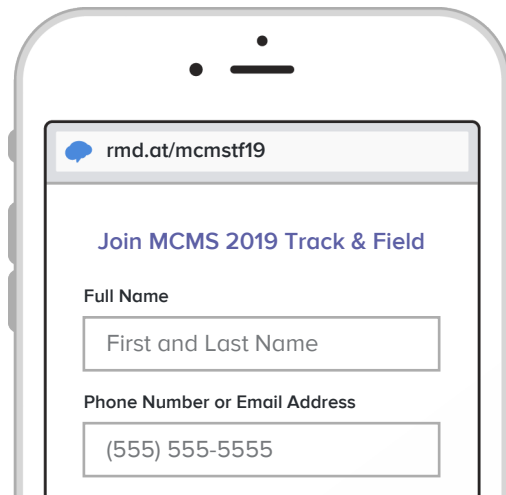 rmd.at/mcmstf19
Join MCMS 2019 Track & Field
Full Name
First and Last Name
Phone Number or Email Address
(555) 555-5555